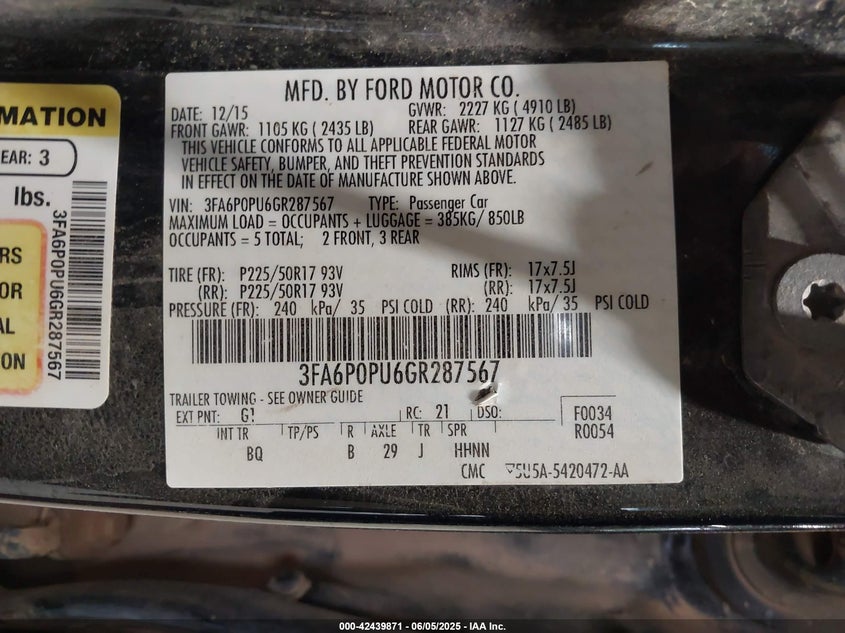 MATION
EAR: 3
lbs.
RS
OR
AL
ON
3FA6P0PU6GR287567
MFD. BY FORD MOTOR CO.
DATE: 12/15 GVWR: 2227 KG ( 4910 LB)
FRONT GAWR: 1105 KG ( 2435 LB) REAR GAWR: 1127 KG ( 2485 LB)
THIS VEHICLE CONFORMS TO ALL APPLICABLE FEDERAL MOTOR
VEHICLE SAFETY, BUMPER, AND THEFT PREVENTION STANDARDS
IN EFFECT ON THE DATE OF MANUFACTURE SHOWN ABOVE.
VIN: 3FA6P0PU6GR287567 TYPE: Passenger Car
MAXIMUM LOAD = OCCUPANTS + LUGGAGE = 385KG/ 850LB
OCCUPANTS = 5 TOTAL; 2 FRONT, 3 REAR
TIRE (FR): P225/50R17 93V RIMS (FR): 17x7.5J
(RR): P225/50R17 93V (RR): 17x7.5J
PRESSURE (FR): 240 kPa/ 35 PSI COLD (RR): 240 kPa/ 35 PSI COLD
3FA6P0PU6GR287567
TRAILER TOWING - SEE OWNER GUIDE
EXT PNT: G1 RC: 21 DSO: F0034
INT TR TP/PS R AXLE TR SPR R0054
BQ B 29 J HHNN
CMC 5U5A-5420472-AA
000-42439871 - 06/05/2025 - IAA Inc.